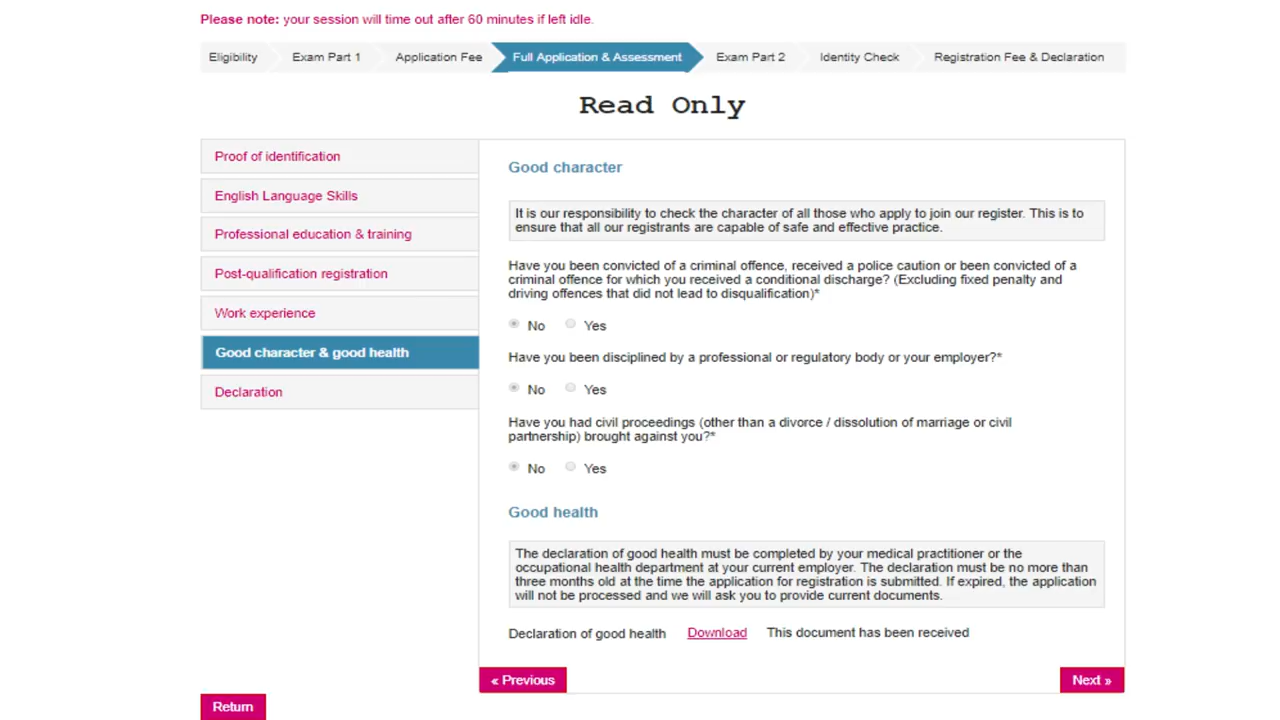 Please note: your session will time out after 60 minutes if left idle.
Eligibility Exam Part 1 Application Fee Full Application & Assessment Exam Part 2 Identity Check Registration Fee & Declaration
Read Only
Proof of identification
English Language Skills
Professional education & training
Post-qualification registration
Work experience
Good character & good health
Declaration
Good character
It is our responsibility to check the character of all those who apply to join our register. This is to
ensure that all our registrants are capable of safe and effective practice.
Have you been convicted of a criminal offence, received a police caution or been convicted of a
criminal offence for which you received a conditional discharge? (Excluding fixed penalty and
driving offences that did not lead to disqualification)*
No Yes
Have you been disciplined by a professional or regulatory body or your employer?*
No Yes
Have you had civil proceedings (other than a divorce / dissolution of marriage or civil
partnership) brought against you?*
No Yes
Good health
The declaration of good health must be completed by your medical practitioner or the
occupational health department at your current employer. The declaration must be no more than
three months old at the time the application for registration is submitted. If expired, the application
will not be processed and we will ask you to provide current documents.
Declaration of good health Download This document has been received
« Previous Next »
Return